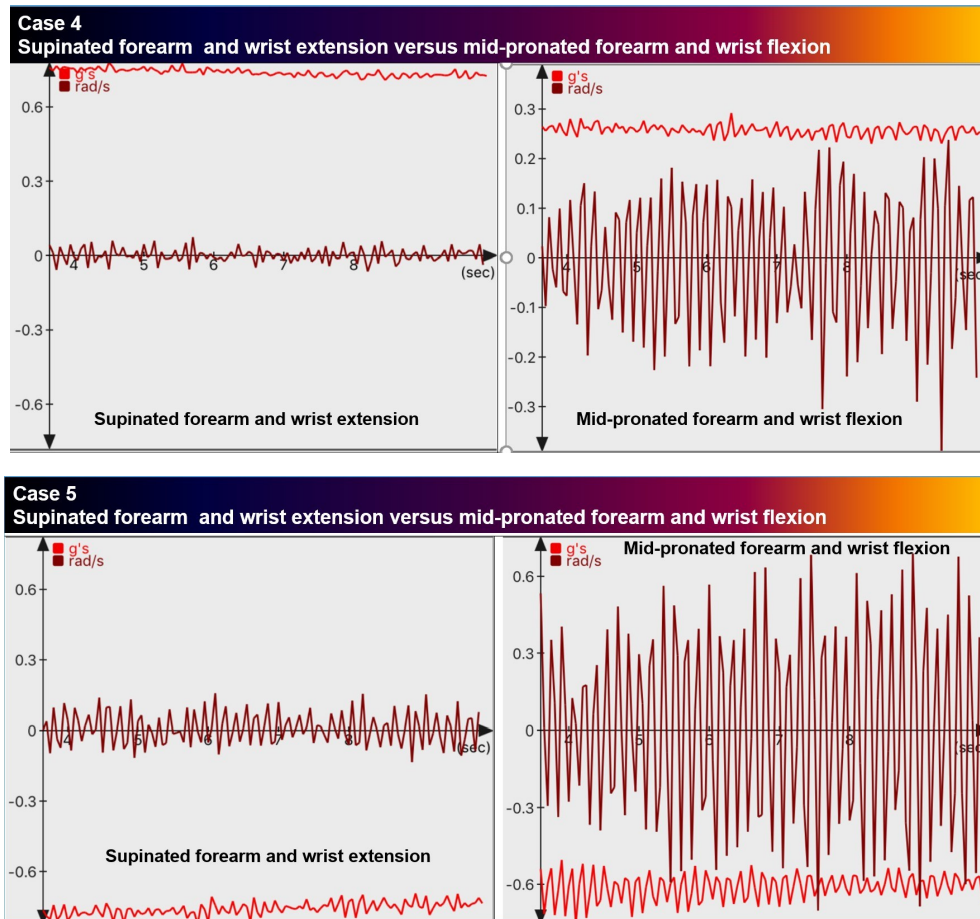 Case 4
Supinated forearm and wrist extension versus mid-pronated forearm and wrist flexion
g's
rad/s
0.6
0.3
0
-0.3
-0.6
4 5 6 7 8
(sec)
Supinated forearm and wrist extension
g's
rad/s
0.3
0.2
0.1
0
-0.1
-0.2
-0.3
4 5 6 7 8
(sec
Mid-pronated forearm and wrist flexion
Case 5
Supinated forearm and wrist extension versus mid-pronated forearm and wrist flexion
g's
rad/s
0.6
0.3
0
-0.3
-0.6
4 5 6 7 8
(sec)
Supinated forearm and wrist extension
Mid-pronated forearm and wrist flexion
g's
rad/s
0.6
0.3
0
-0.3
-0.6
4 5 6 7 8
(sec